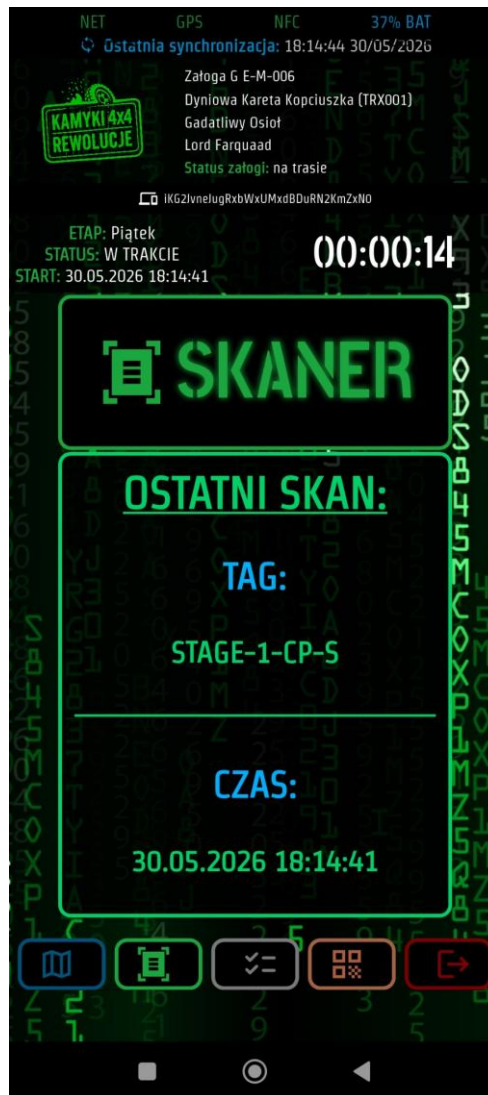 NET GPS NFC 37% BAT
Ostatnia synchronizacja: 18:14:44 30/05/2026
KAMYKI 4x4
REWOLUCJE
Załoga G E-M-006
Dyniowa Kareta Kopciuszka (TRX001)
Gadatliwy Osioł
Lord Farquaad
Status załogi: na trasie
iKG2IvneIugRxbWxUMxdBDuRN2KmZxN0
ETAP: Piątek
STATUS: W TRAKCIE
START: 30.05.2026 18:14:41
00:00:14
SKANER
OSTATNI SKAN:
TAG:
STAGE-1-CP-S
CZAS:
30.05.2026 18:14:41